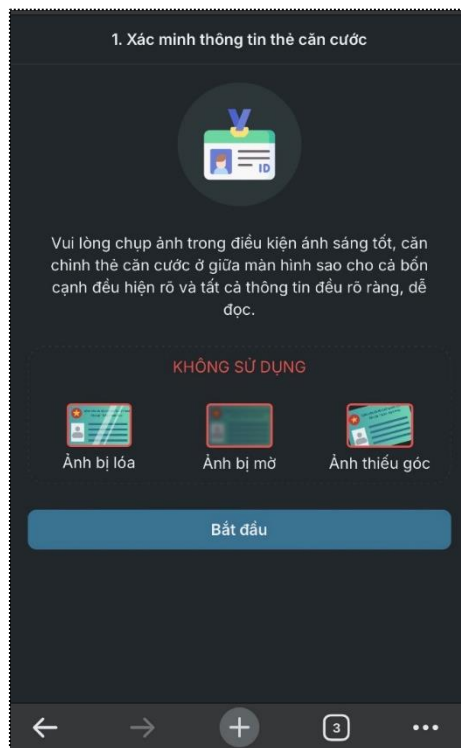 1. Xác minh thông tin thẻ căn cước
ID
Vui lòng chụp ảnh trong điều kiện ánh sáng tốt, căn
chỉnh thẻ căn cước ở giữa màn hình sao cho cả bốn
cạnh đều hiện rõ và tất cả thông tin đều rõ ràng, dễ
đọc.
KHÔNG SỬ DỤNG
Ảnh bị lóa
Ảnh bị mờ
Ảnh thiếu góc
Bắt đầu
3